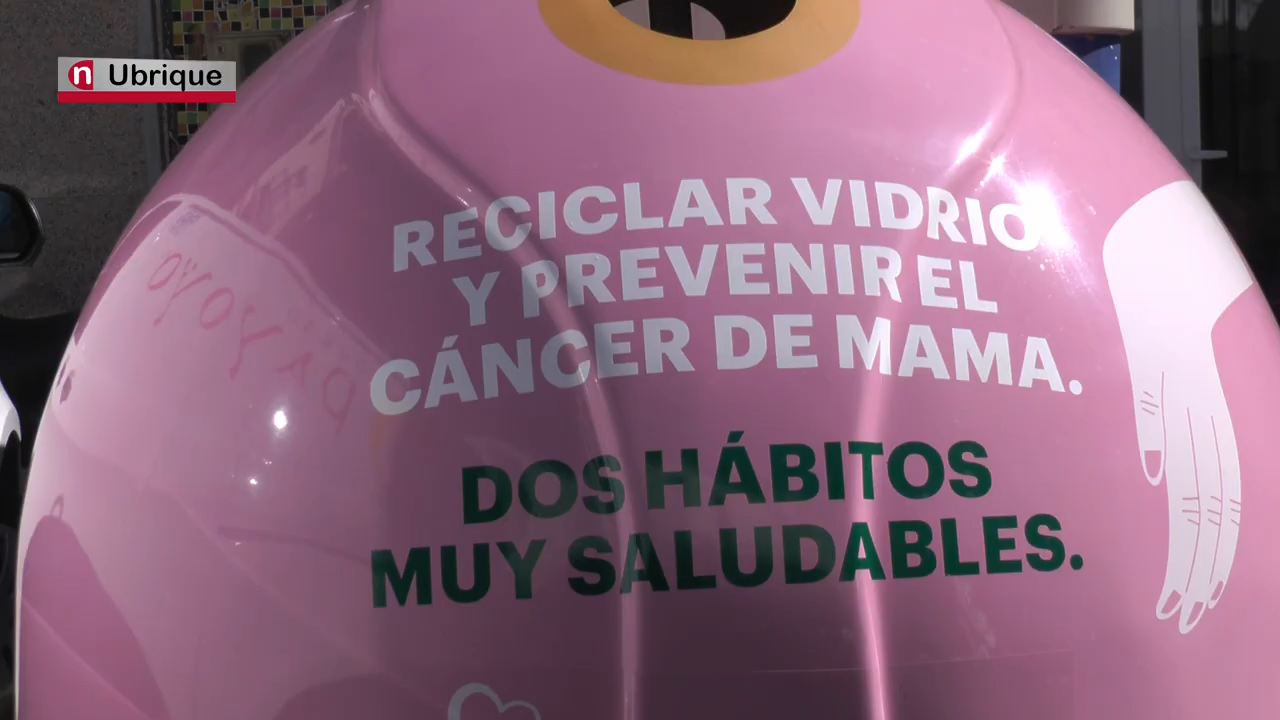 n Ubrique
RECICLAR VIDRIO
Y PREVENIR EL
CÁNCER DE MAMA.
DOS HÁBITOS
MUY SALUDABLES.